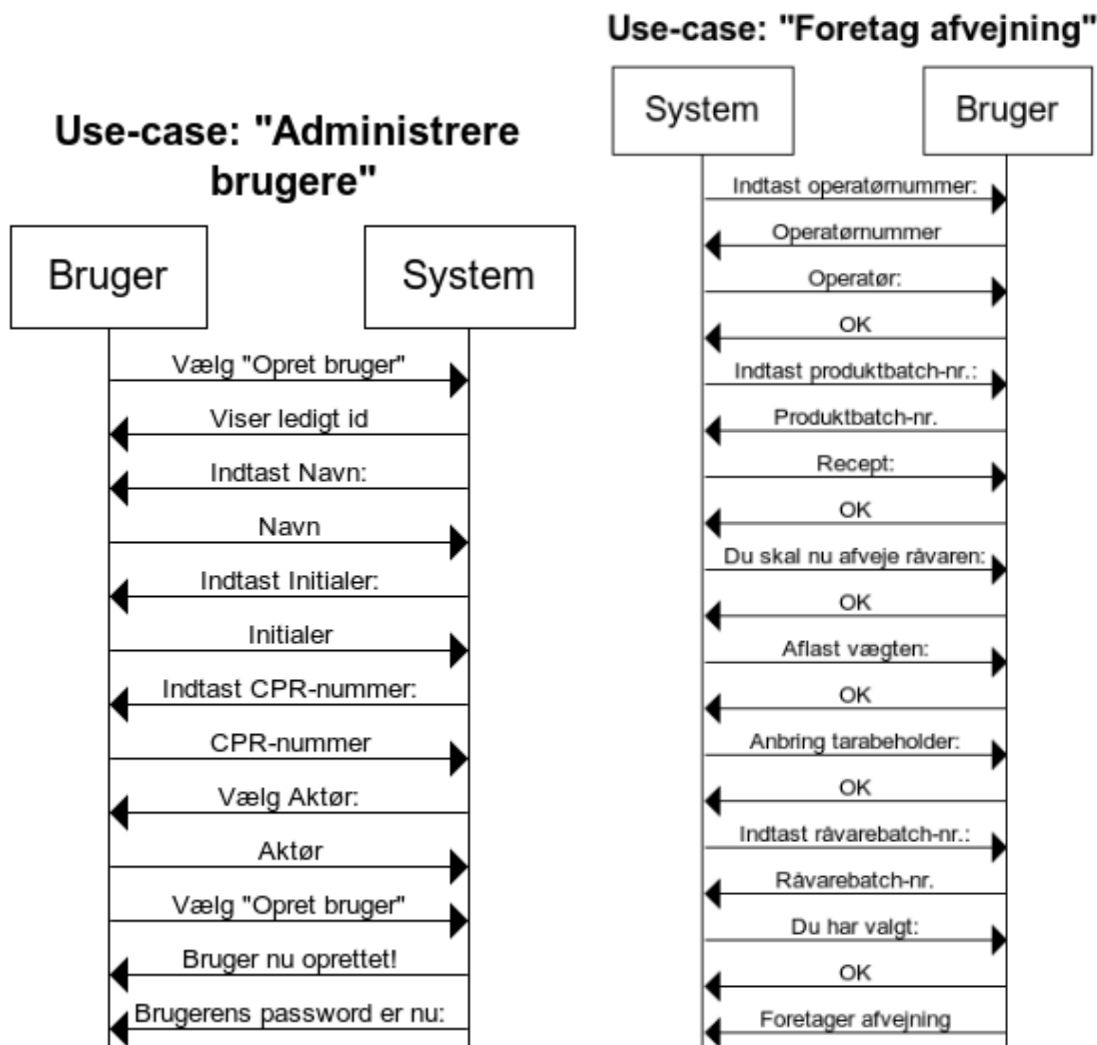 Use-case: "Administrere
brugere"
Bruger
System
Vælg "Opret bruger"
Viser ledigt id
Indtast Navn:
Navn
Indtast Initialer:
Initialer
Indtast CPR-nummer:
CPR-nummer
Vælg Aktør:
Aktør
Vælg "Opret bruger"
Bruger nu oprettet!
Brugerens password er nu:
Use-case: "Foretag afvejning"
System
Bruger
Indtast operatørnummer:
Operatørnummer
Operatør:
OK
Indtast produktbatch-nr.:
Produktbatch-nr.
Recept:
OK
Du skal nu afveje råvaren:
OK
Aflast vægten:
OK
Anbring tarabeholder:
OK
Indtast råvarebatch-nr.:
Råvarebatch-nr.
Du har valgt:
OK
Foretager afvejning